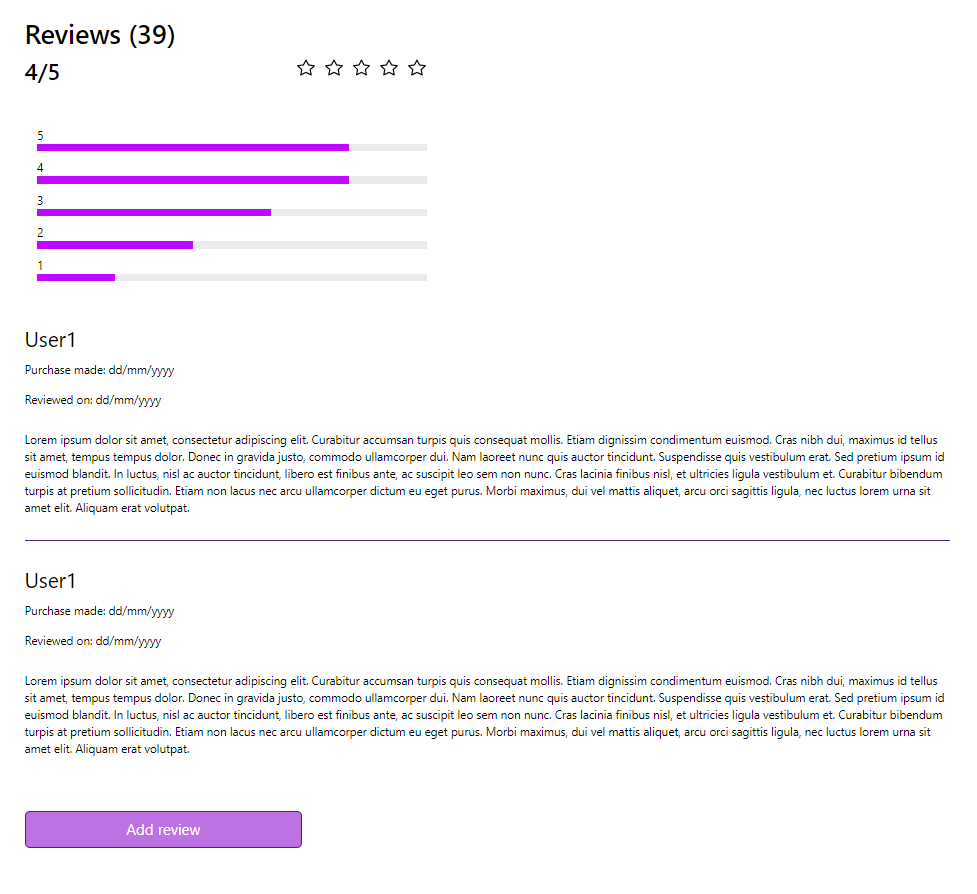 Reviews (39)
4/5
5
4
3
2
1
User1
Purchase made: dd/mm/yyyy
Reviewed on: dd/mm/yyyy
Lorem ipsum dolor sit amet, consectetur adipiscing elit. Curabitur accumsan turpis quis consequat mollis. Etiam dignissim condimentum euismod. Cras nibh dui, maximus id tellus
sit amet, tempus tempus dolor. Donec in gravida justo, commodo ullamcorper dui. Nam laoreet nunc quis auctor tincidunt. Suspendisse quis vestibulum erat. Sed pretium ipsum id
euismod blandit. In luctus, nisl ac auctor tincidunt, libero est finibus ante, ac suscipit leo sem non nunc. Cras lacinia finibus nisl, et ultricies ligula vestibulum et. Curabitur bibendum
turpis at pretium sollicitudin. Etiam non lacus nec arcu ullamcorper dictum eu eget purus. Morbi maximus, dui vel mattis aliquet, arcu orci sagittis ligula, nec luctus lorem urna sit
amet elit. Aliquam erat volutpat.
User1
Purchase made: dd/mm/yyyy
Reviewed on: dd/mm/yyyy
Lorem ipsum dolor sit amet, consectetur adipiscing elit. Curabitur accumsan turpis quis consequat mollis. Etiam dignissim condimentum euismod. Cras nibh dui, maximus id tellus
sit amet, tempus tempus dolor. Donec in gravida justo, commodo ullamcorper dui. Nam laoreet nunc quis auctor tincidunt. Suspendisse quis vestibulum erat. Sed pretium ipsum id
euismod blandit. In luctus, nisl ac auctor tincidunt, libero est finibus ante, ac suscipit leo sem non nunc. Cras lacinia finibus nisl, et ultricies ligula vestibulum et. Curabitur bibendum
turpis at pretium sollicitudin. Etiam non lacus nec arcu ullamcorper dictum eu eget purus. Morbi maximus, dui vel mattis aliquet, arcu orci sagittis ligula, nec luctus lorem urna sit
amet elit. Aliquam erat volutpat.
Add review